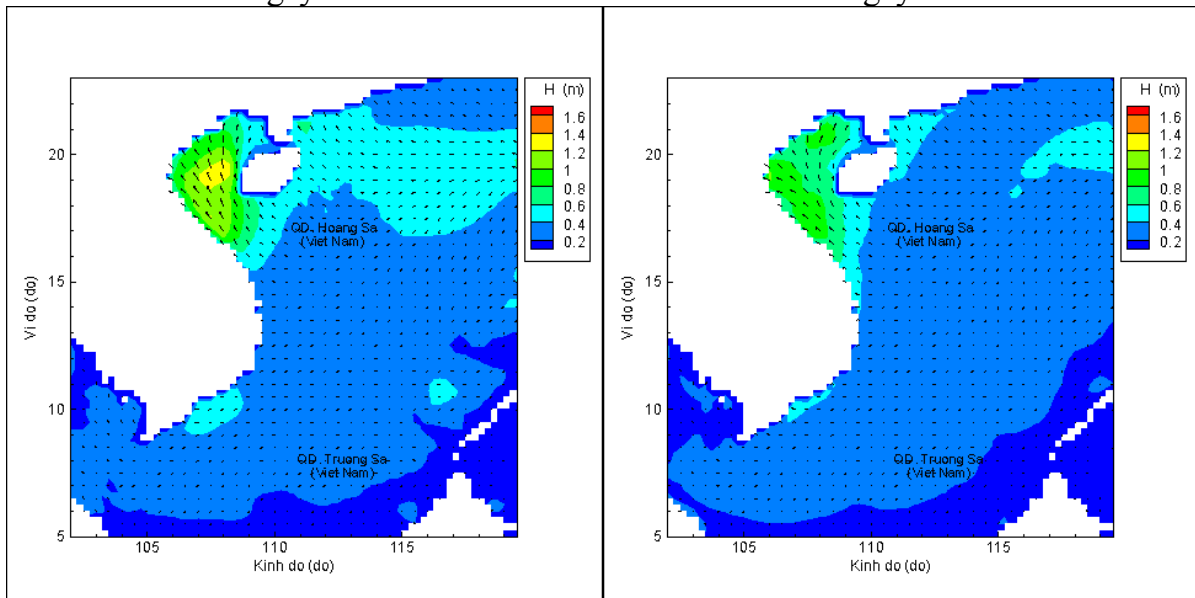 H (m)
1.6
1.4
1.2
1
0.8
0.6
0.4
0.2
20
15
10
5
Vi do (do)
QD. Hoang Sa
(Viet Nam)
QD. Truong Sa
(Viet Nam)
105
110
115
Kinh do (do)
H (m)
1.6
1.4
1.2
1
0.8
0.6
0.4
0.2
20
15
10
5
Vi do (do)
QD. Hoang Sa
(Viet Nam)
QD. Truong Sa
(Viet Nam)
105
110
115
Kinh do (do)